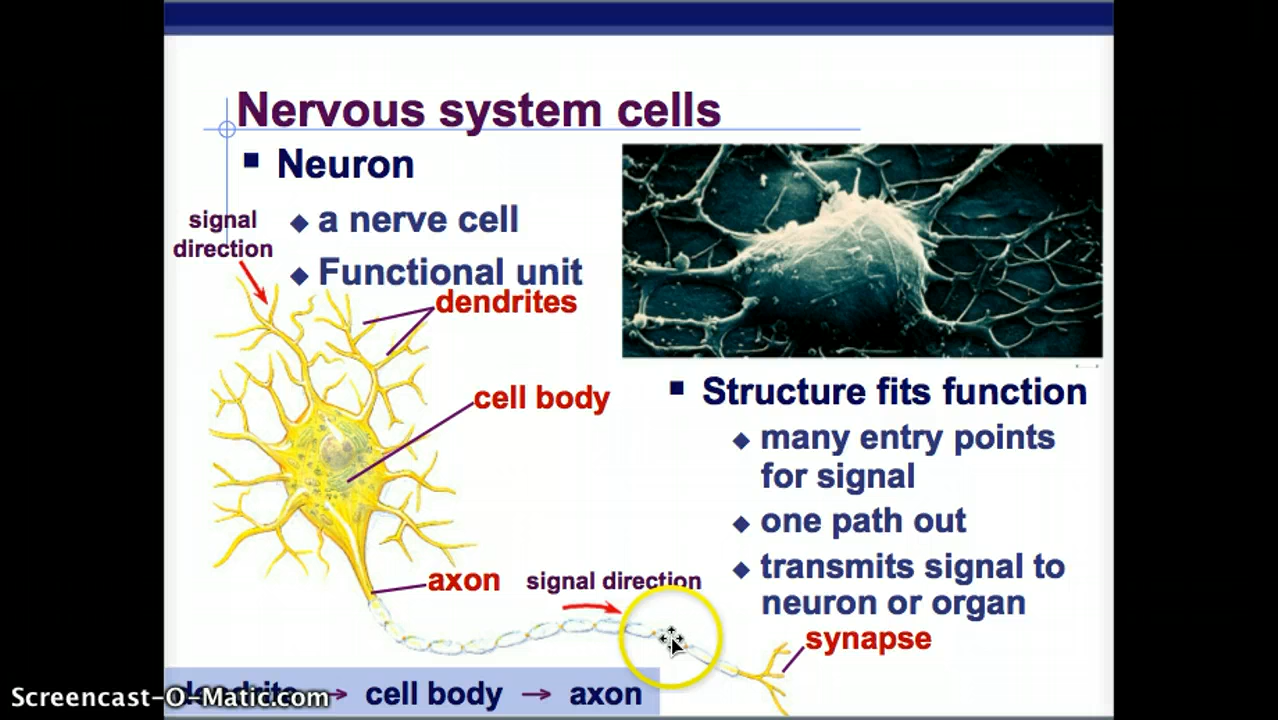 Nervous system cells
Neuron
a nerve cell
Functional unit
signal
direction
dendrites
cell body
axon
signal direction
Structure fits function
many entry points
for signal
one path out
transmits signal to
neuron or organ
synapse
dendrite → cell body → axon
Screencast-O-Matic.com